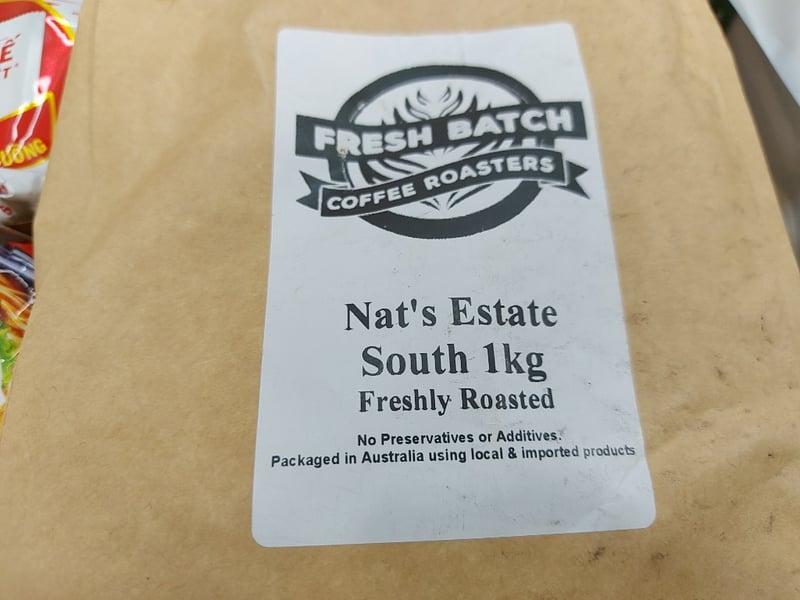 FRESH BATCH
COFFEE ROASTERS
Nat's Estate
South 1kg
Freshly Roasted
No Preservatives or Additives.
Packaged in Australia using local & imported products